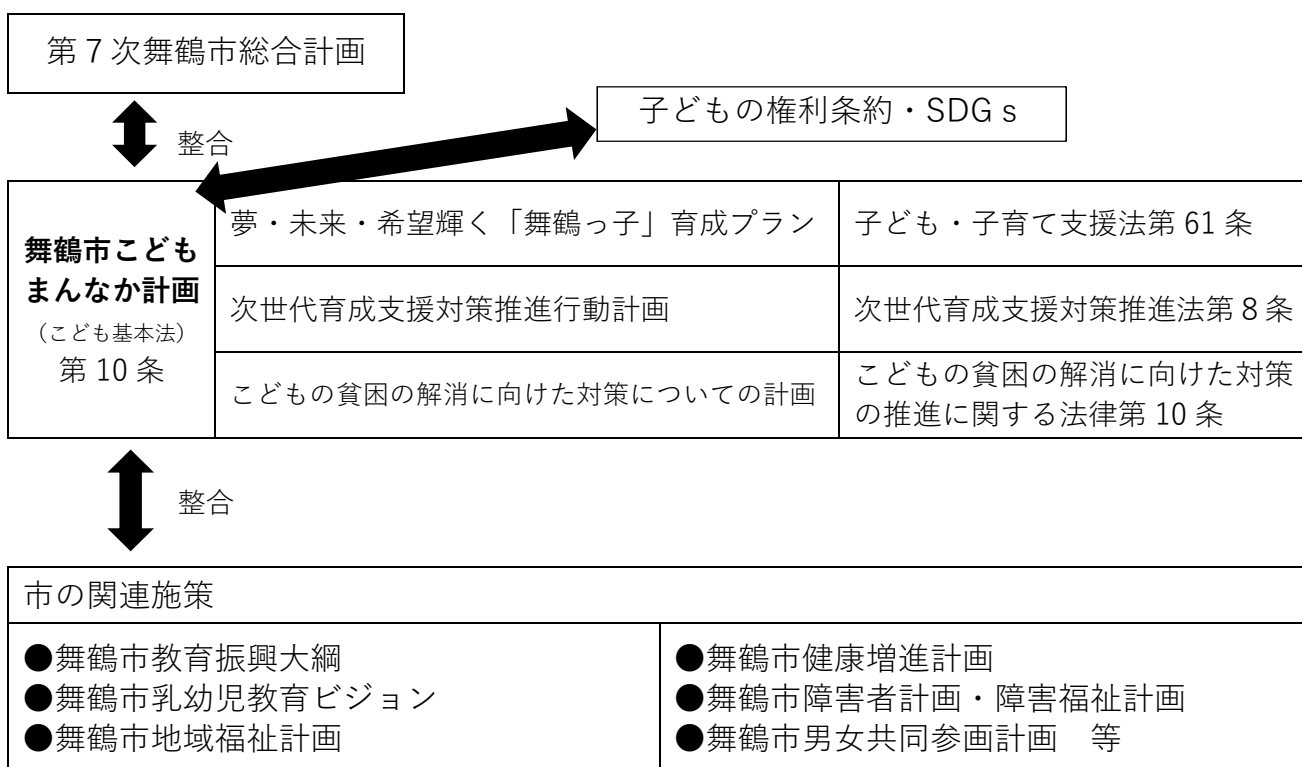 第７次舞鶴市総合計画
子どもの権利条約・SDGｓ
整合
舞鶴市こども
まんなか計画
（こども基本法）
第 10 条
夢・未来・希望輝く「舞鶴っ子」育成プラン
子ども・子育て支援法第 61 条
次世代育成支援対策推進行動計画
次世代育成支援対策推進法第８条
こどもの貧困の解消に向けた対策についての計画
こどもの貧困の解消に向けた対策
の推進に関する法律第 10 条
整合
市の関連施策
●舞鶴市教育振興大綱
●舞鶴市乳幼児教育ビジョン
●舞鶴市地域福祉計画
●舞鶴市健康増進計画
●舞鶴市障害者計画・障害福祉計画
●舞鶴市男女共同参画計画　等